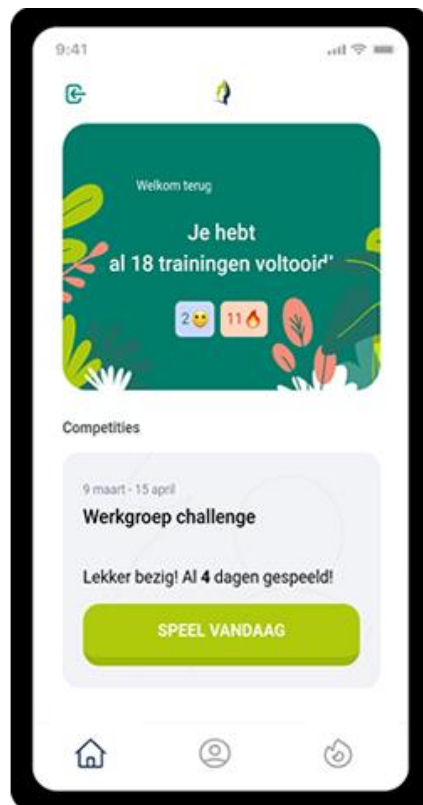 9:41
Welkom terug
Je hebt
al 18 trainingen voltooid!
2 11
Competities
9 maart - 15 april
Werkgroep challenge
Lekker bezig! Al 4 dagen gespeeld!
SPEEL VANDAAG